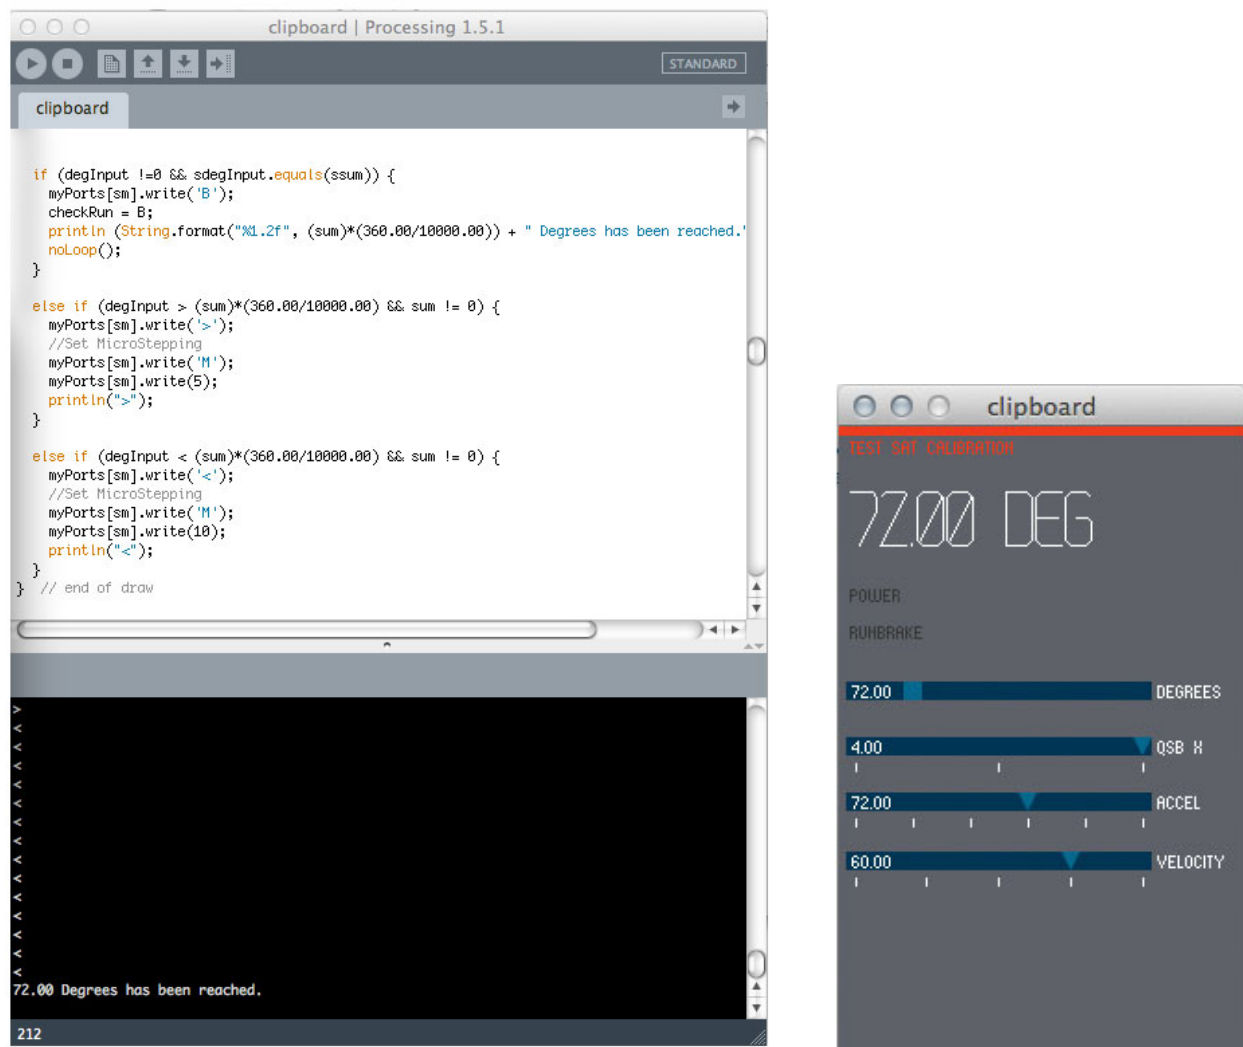 clipboard | Processing 1.5.1
STANDARD
clipboard
if (degInput !=0 && sdegInput.equals(ssum)) {
myPorts[sm].write('B');
checkRun = B;
println (String.format("%1.2f", (sum)*(360.00/10000.00)) + " Degrees has been reached."
noLoop();
}
else if (degInput > (sum)*(360.00/10000.00) && sum != 0) {
myPorts[sm].write('>');
//Set MicroStepping
myPorts[sm].write('M');
myPorts[sm].write(5);
println(">");
}
else if (degInput < (sum)*(360.00/10000.00) && sum != 0) {
myPorts[sm].write('<');
//Set MicroStepping
myPorts[sm].write('M');
myPorts[sm].write(10);
println("<");
}
} // end of draw
>
<
<
<
<
<
<
<
<
<
<
<
<
<
<
72.00 Degrees has been reached.
212
clipboard
TEST SAT CALIBRATION
72.00 DEG
POWER
RUNBRAKE
72.00 DEGREES
4.00 QSB X
72.00 ACCEL
60.00 VELOCITY